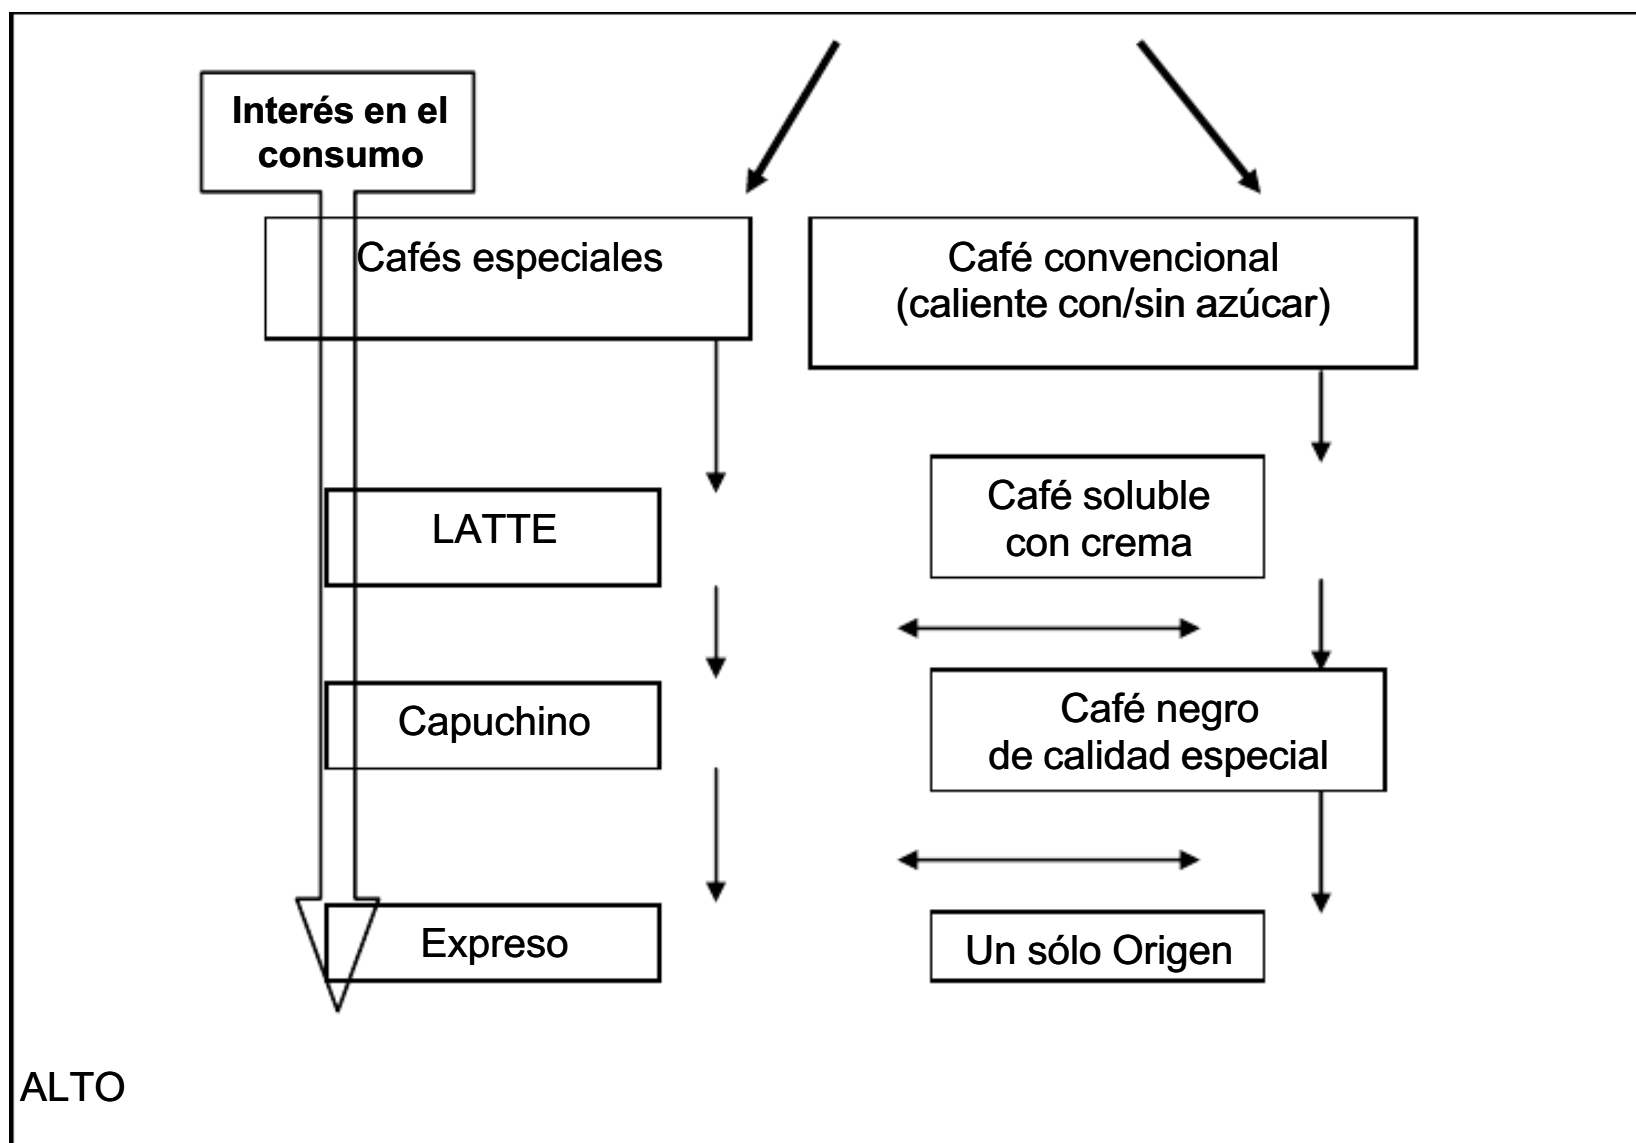 Interés en el
consumo
Cafés especiales
Café convencional
(caliente con/sin azúcar)
LATTE
Café soluble
con crema
Capuchino
Café negro
de calidad especial
Expreso
Un sólo Origen
ALTO